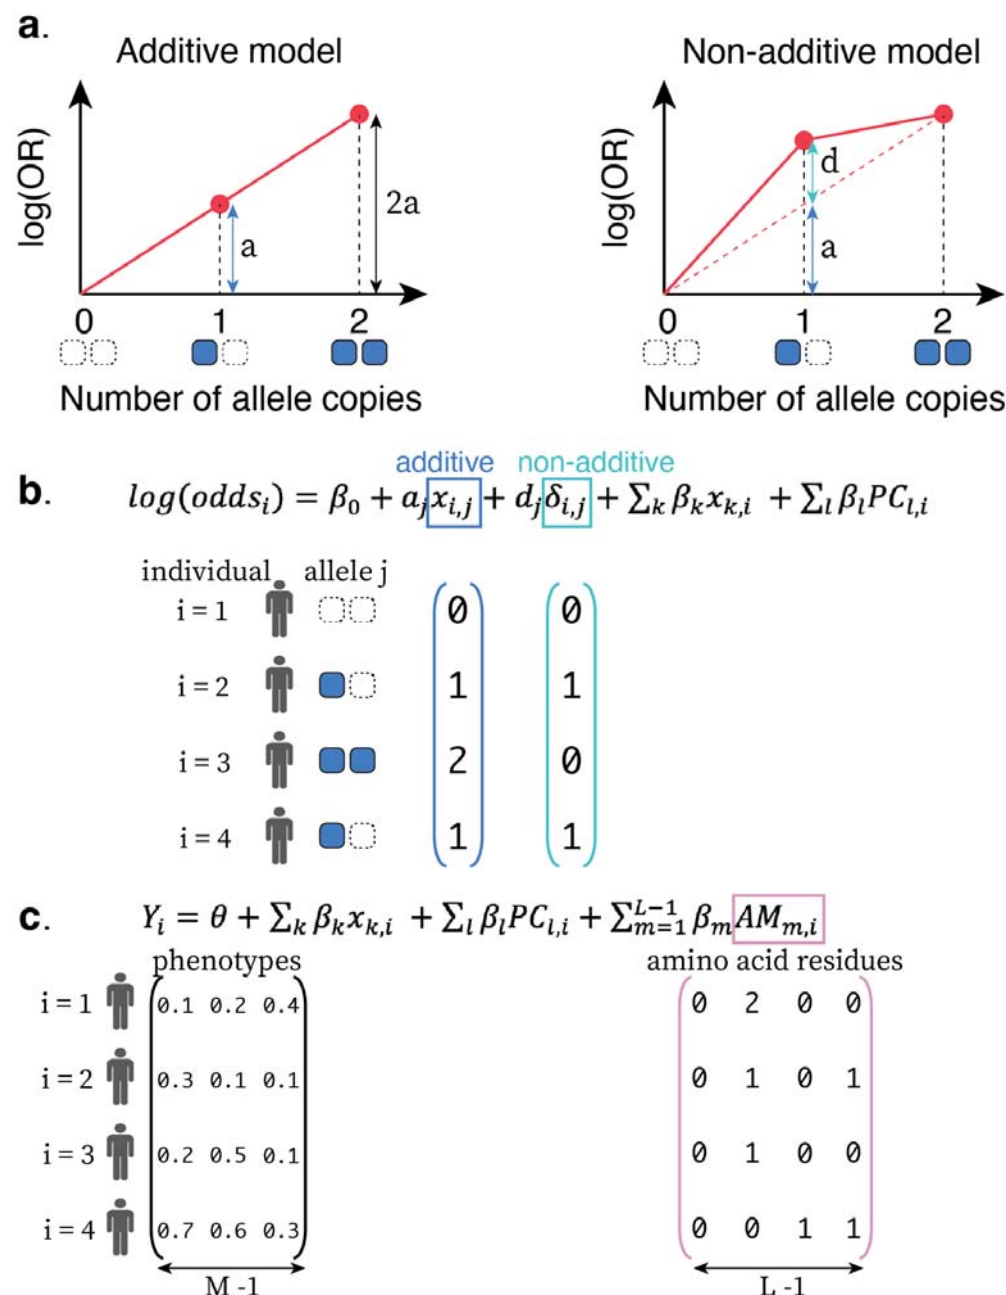 a.
Additive model
Non-additive model
log(OR)
2a
a
0 1 2
Number of allele copies
log(OR)
d
a
0 1 2
Number of allele copies
additive non-additive
b.
log(odds_i) = β_0 + a_j x_{i,j} + d_j δ_{i,j} + ∑_k β_k x_{k,i} + ∑_l β_l PC_{l,i}
individual allele j
i = 1 0 0
i = 2 1 1
i = 3 2 0
i = 4 1 1
c.
Y_i = θ + ∑_k β_k x_{k,i} + ∑_l β_l PC_{l,i} + ∑_{m=1}^{L-1} β_m AM_{m,i}
phenotypes amino acid residues
i = 1 0.1 0.2 0.4 0 2 0 0
i = 2 0.3 0.1 0.1 0 1 0 1
i = 3 0.2 0.5 0.1 0 1 0 0
i = 4 0.7 0.6 0.3 0 0 1 1
M -1 L -1